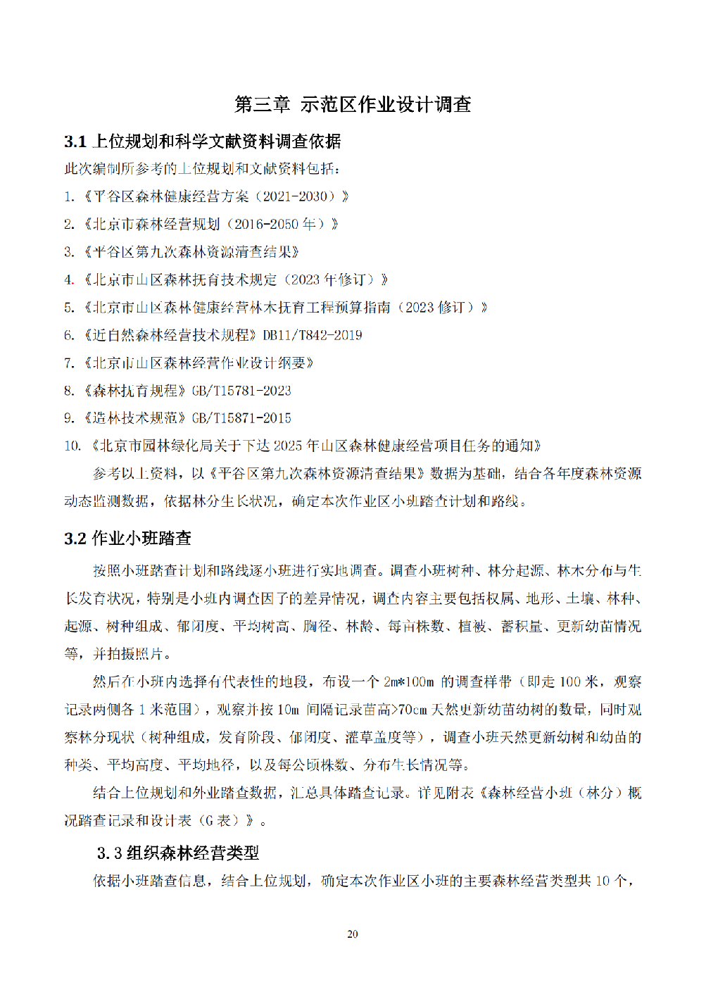 第三章 示范区作业设计调查
3.1 上位规划和科学文献资料调查依据
此次编制所参考的上位规划和文献资料包括：
1.《平谷区森林健康经营方案（2021-2030）》
2.《北京市森林经营规划（2016-2050 年）》
3.《平谷区第九次森林资源清查结果》
4.《北京市山区森林抚育技术规定（2023 年修订）》
5.《北京市山区森林健康经营林木抚育工程预算指南（2023 修订）》
6.《近自然森林经营技术规程》DB11/T842-2019
7.《北京市山区森林经营作业设计纲要》
8.《森林抚育规程》GB/T15781-2023
9.《造林技术规范》GB/T15871-2015
10.《北京市园林绿化局关于下达 2025 年山区森林健康经营项目任务的通知》
参考以上资料，以《平谷区第九次森林资源清查结果》数据为基础，结合各年度森林资源
动态监测数据，依据林分生长状况，确定本次作业区小班踏查计划和路线。
3.2 作业小班踏查
按照小班踏查计划和路线逐小班进行实地调查。调查小班树种、林分起源、林木分布与生
长发育状况，特别是小班内调查因子的差异情况，调查内容主要包括权属、地形、土壤、林种、
起源、树种组成、郁闭度、平均树高、胸径、林龄、每亩株数、植被、蓄积量、更新幼苗情况
等，并拍摄照片。
然后在小班内选择有代表性的地段，布设一个 2m*100m 的调查样带（即走 100 米，观察
记录两侧各 1 米范围），观察并按 10m 间隔记录苗高>70cm 天然更新幼苗幼树的数量，同时观
察林分现状（树种组成，发育阶段、郁闭度、灌草盖度等），调查小班天然更新幼树和幼苗的
种类、平均高度、平均地径，以及每公顷株数、分布生长情况等。
结合上位规划和外业踏查数据，汇总具体踏查记录。详见附表《森林经营小班（林分）概
况踏查记录和设计表（G 表）》。
3.3 组织森林经营类型
依据小班踏查信息，结合上位规划，确定本次作业区小班的主要森林经营类型共 10 个，
20